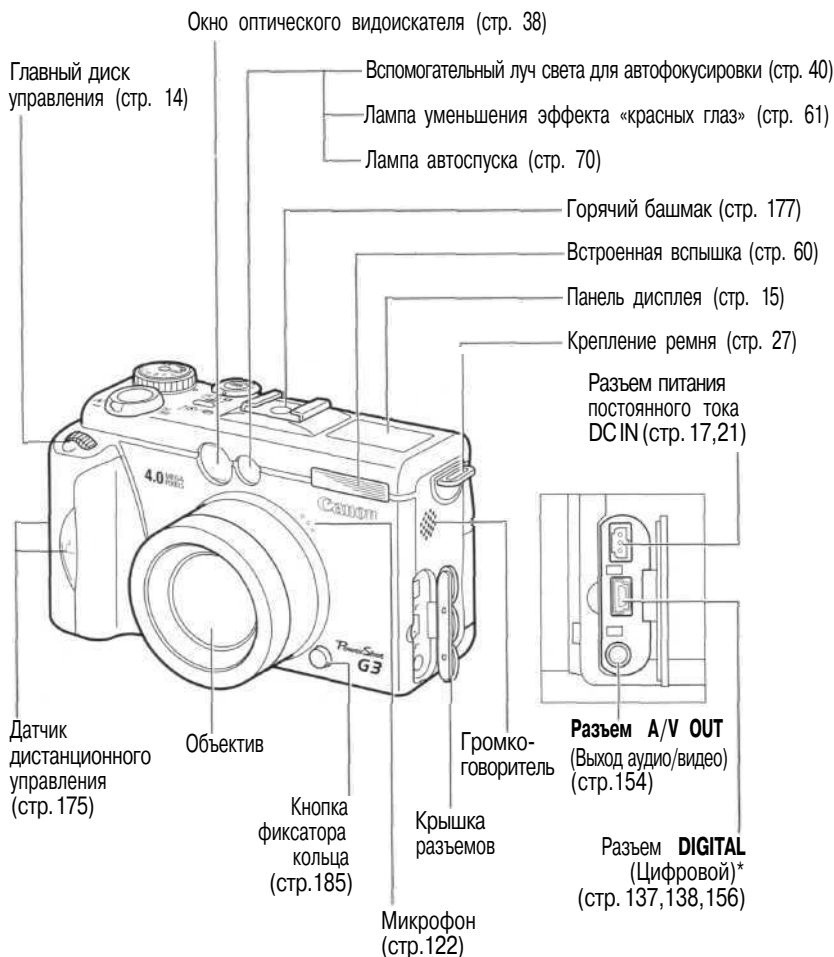 Окно оптического видоискателя (стр. 38)
Главный диск
управления (стр. 14)
Вспомогательный луч света для автофокусировки (стр. 40)
Лампа уменьшения эффекта «красных глаз» (стр. 61)
Лампа автоспуска (стр. 70)
Горячий башмак (стр. 177)
Встроенная вспышка (стр. 60)
Панель дисплея (стр. 15)
Крепление ремня (стр. 27)
Разъем питания
постоянного тока
DC IN (стр. 17,21)
4.0 MEGA PIXELS
Canon
PowerShot
G3
Датчик
дистанционного
управления
(стр. 175)
Объектив
Кнопка
фиксатора
кольца
(стр.185)
Микрофон
(стр.122)
Крышка
разъемов
Громко-
говоритель
Разъем A/V OUT
(Выход аудио/видео)
(стр.154)
Разъем DIGITAL
(Цифровой)*
(стр. 137,138,156)